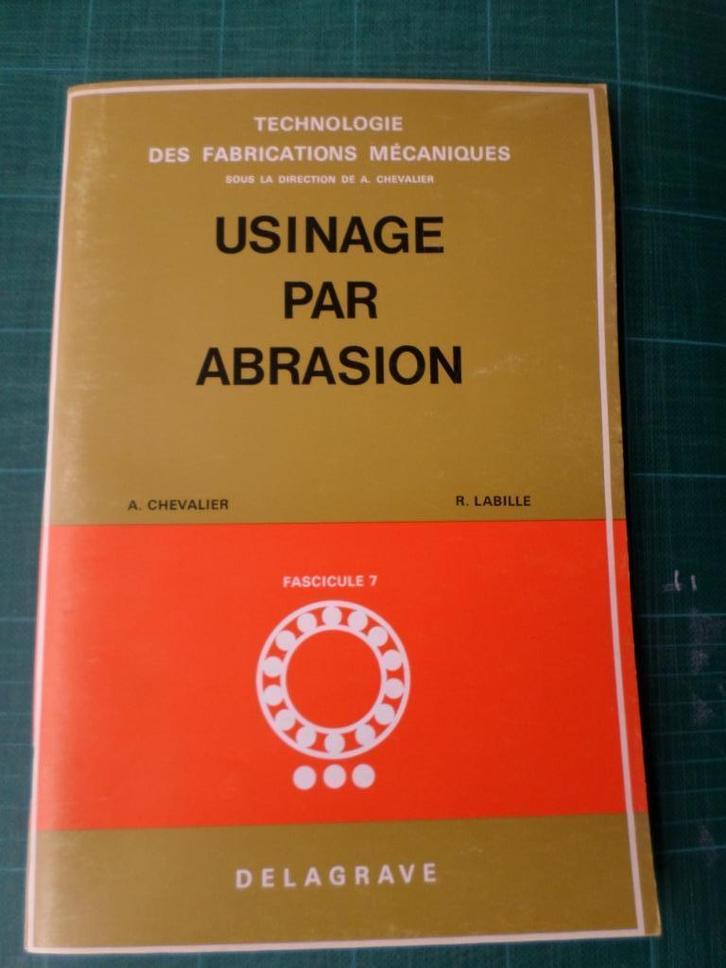 TECHNOLOGIE
DES FABRICATIONS MÉCANIQUES
SOUS LA DIRECTION DE A. CHEVALIER
USINAGE
PAR
ABRASION
A. CHEVALIER
R. LABILLE
FASCICULE 7
DELAGRAVE